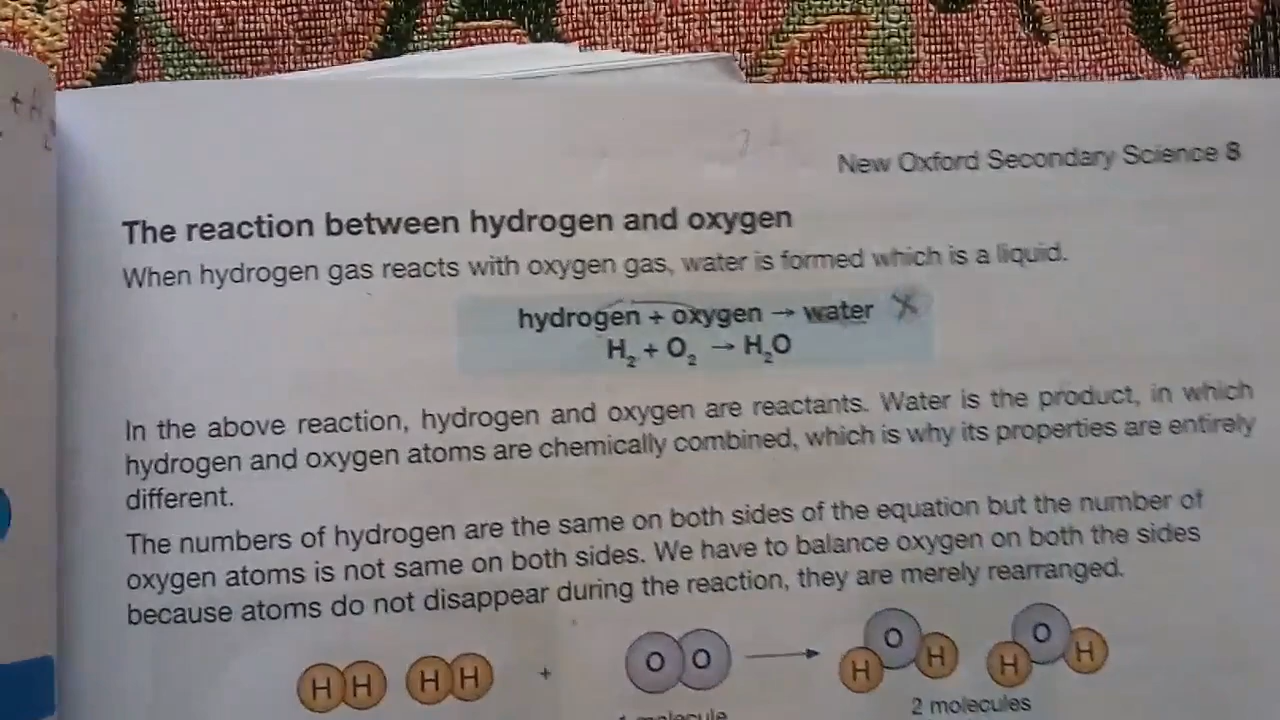 New Oxford Secondary Science 8
The reaction between hydrogen and oxygen
When hydrogen gas reacts with oxygen gas, water is formed which is a liquid.
hydrogen + oxygen → water
H₂ + O₂ → H₂O
In the above reaction, hydrogen and oxygen are reactants. Water is the product, in which
hydrogen and oxygen atoms are chemically combined, which is why its properties are entirely
different.
The numbers of hydrogen are the same on both sides of the equation but the number of
oxygen atoms is not same on both sides. We have to balance oxygen on both the sides
because atoms do not disappear during the reaction, they are merely rearranged.
H H H H + O O → H O H H O H
molecule 2 molecules